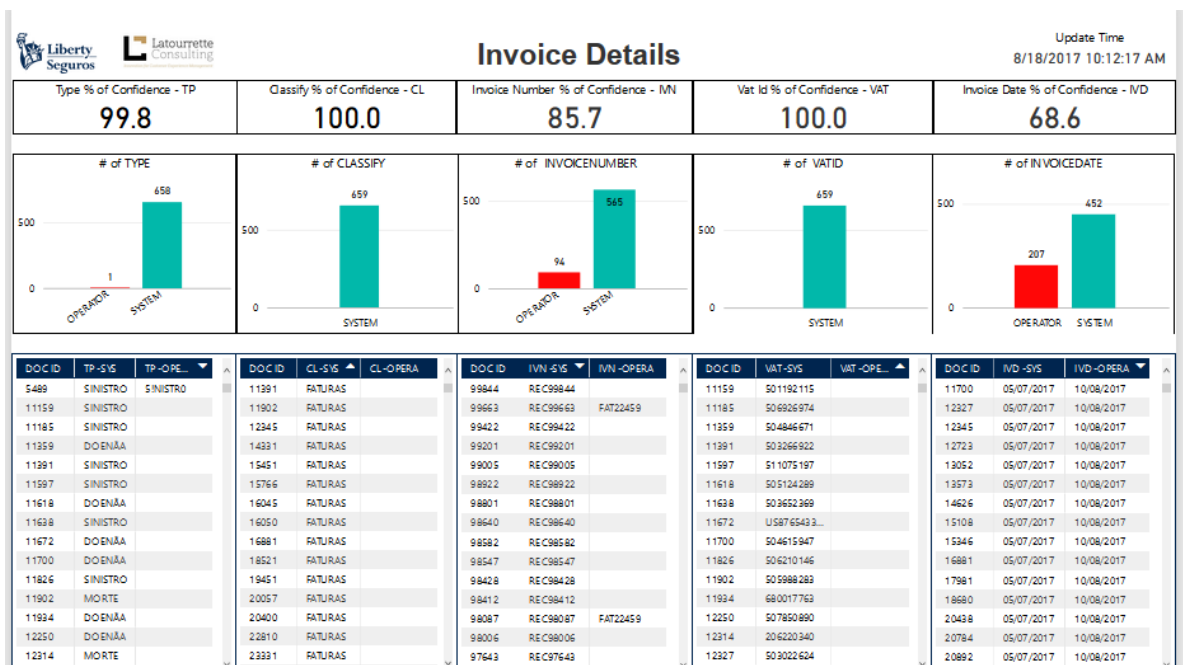 Liberty
Seguros
Latourrette
Consulting
Invoice Details
Update Time
8/18/2017 10:12:17 AM
Type % of Confidence - TP
99.8
Classify % of Confidence - CL
100.0
Invoice Number % of Confidence - IVN
85.7
Vat Id % of Confidence - VAT
100.0
Invoice Date % of Confidence - IVD
68.6
# of TYPE
658
500
1
0
OPERATOR SYSTEM
# of CLASSIFY
659
500
0
SYSTEM
# of INVOICENUMBER
500
565
94
0
OPERATOR SYSTEM
# of VATID
659
500
0
SYSTEM
# of INVOICEDATE
500
452
207
0
OPERATOR SYSTEM
DOC ID TP-SYS TP-OPE...
5489 SINISTRO S!NISTR0
11159 SINISTRO
11185 SINISTRO
11359 DOENÃA
11391 SINISTRO
11597 SINISTRO
11618 DOENÃA
11638 SINISTRO
11672 DOENÃA
11700 DOENÃA
11826 SINISTRO
11902 MORTE
11934 DOENÃA
12250 DOENÃA
12314 MORTE
DOC ID CL-SYS CL-OPERA
11391 FATURAS
11902 FATURAS
12345 FATURAS
14331 FATURAS
15451 FATURAS
15766 FATURAS
16045 FATURAS
16050 FATURAS
16881 FATURAS
18521 FATURAS
19451 FATURAS
20057 FATURAS
20400 FATURAS
22810 FATURAS
23331 FATURAS
DOC ID IVN-SYS IVN-OPERA
99844 REC99844
99663 REC99663 FAT22459
99422 REC99422
99201 REC99201
99005 REC99005
98922 REC98922
98801 REC98801
98640 REC98640
98582 REC98582
98547 REC98547
98428 REC98428
98412 REC98412
98087 REC98087 FAT22459
98006 REC98006
97643 REC97643
DOC ID VAT-SYS VAT-OPE...
11159 501192115
11185 506926974
11359 504846671
11391 503266922
11597 511075197
11618 505124289
11638 503652369
11672 US8765433...
11700 504615947
11826 506210146
11902 505988283
11934 680017763
12250 507850890
12314 206220340
12327 503022624
DOC ID IVD-SYS IVD-OPERA
11700 05/07/2017 10/08/2017
12327 05/07/2017 10/08/2017
12345 05/07/2017 10/08/2017
12723 05/07/2017 10/08/2017
13052 05/07/2017 10/08/2017
13573 05/07/2017 10/08/2017
14626 05/07/2017 10/08/2017
15108 05/07/2017 10/08/2017
15346 05/07/2017 10/08/2017
16881 05/07/2017 10/08/2017
17981 05/07/2017 10/08/2017
18680 05/07/2017 10/08/2017
20438 05/07/2017 10/08/2017
20784 05/07/2017 10/08/2017
20892 05/07/2017 10/08/2017